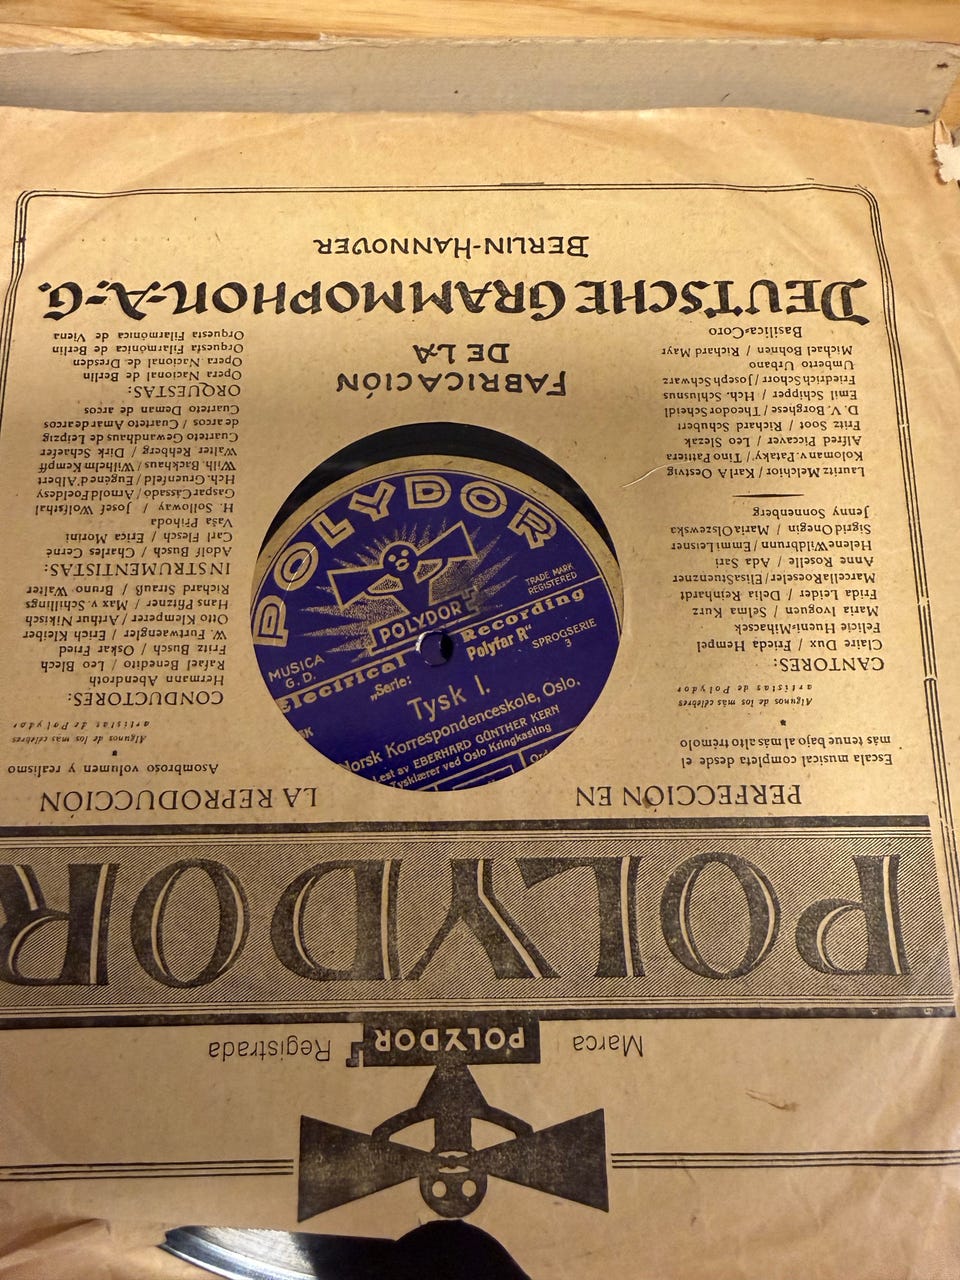 POLYDOR
Marca
Registrada
POLYDOR
PERFECCIÓN EN
LA REPRODUCCIÓN
Escala musical completa desde el
más tenue bajo al más alto trémolo
Algunos de los más célebres
artistas de Polydor
CANTORES:
Claire Dux / Frieda Hempel
Felicie Huni-Mihacsek
Maria Ivoguen / Selma Kurz
Frida Leider / Delia Reinhardt
Marcella Roeseler / Elisa Stuenzner
Anne Roselle / Ada Sari
Helene Wildbrunn / Emmi Leisner
Sigrid Onegin / Maria Olszewska
Jenny Sonnenberg
Lauritz Melchior / Karl A Oestvig
Koloman v. Pataky / Tino Pattiera
Alfred Piccaver / Leo Slezak
Fritz Soot / Richard Schubert
D. V. Borghese / Theodor Scheidl
Emil Schipper / Hch. Schlusnus
Friedrich Schorr / Joseph Schwarz
Umberto Urbano
Michael Bohnen / Richard Mayr
Basilica-Coro
Asombroso volumen y realismo
Algunos de los más célebres
artistas de Polydor
CONDUCTORES:
Hermann Abendroth
Rafael Benedito / Leo Blech
Fritz Busch / Oskar Fried
W. Furtwaengler / Erich Kleiber
Otto Klemperer / Arthur Nikisch
Hans Pfitzner / Max v. Schillings
Richard Strauß / Bruno Walter
INSTRUMENTISTAS:
Adolf Busch / Charles Cerné
Carl Flesch / Erica Morini
Vaša Příhoda
H. Solloway / Josef Wolfsthal
Gaspar Cassadó / Arnold Foeldesy
Hch. Gruenfeld / Eugène d'Albert
Wilh. Backhaus / Wilhelm Kempff
Walter Rehberg / Dirk Schaefer
Cuarteto Gewandhaus de Leipzig
de arcos / Cuarteto Amar de arcos
Cuarteto Deman de arcos
ORQUESTAS:
Opera Nacional de Berlin
Opera Nacional de Dresden
Orquesta Filarmónica de Berlin
Orquesta Filarmónica de Viena
FABRICACIÓN
DE LA
DEUTSCHE GRAMMOPHON-A-G.
BERLIN-HANNOVER
POLYDOR
POLYDOR
TRADE MARK
REGISTERED
MUSICA
G. D.
Electrical Recording
„Serie: Polyfar R"
SPROGSERIE
3
Tysk I.
Norsk Korrespondenceskole, Oslo.
Lest av EBERHARD GÜNTHER KERN
Tysklærer ved Oslo Kringkasting